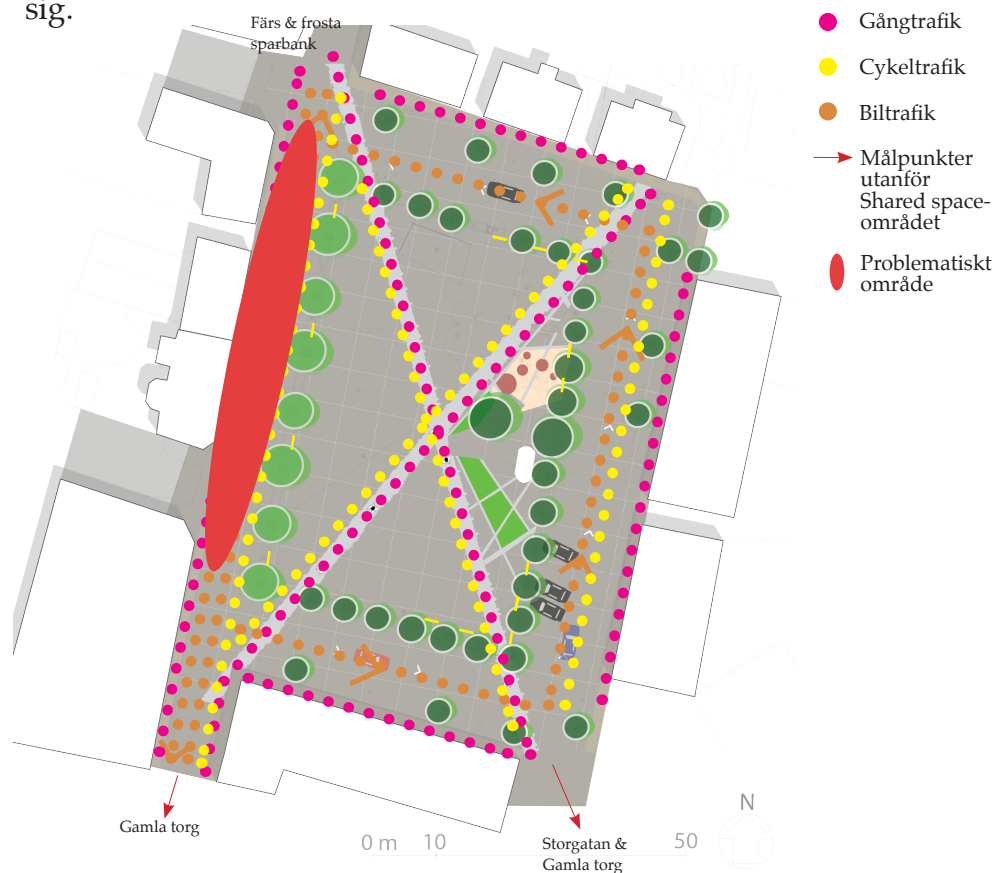 sig.
Färs & frosta
sparbank
Gångtrafik
Cykeltrafik
Biltrafik
Målpunkter
utanför
Shared space-
området
Problematiskt
område
Gamla torg
Storgatan &
Gamla torg
0 m 10 50
N